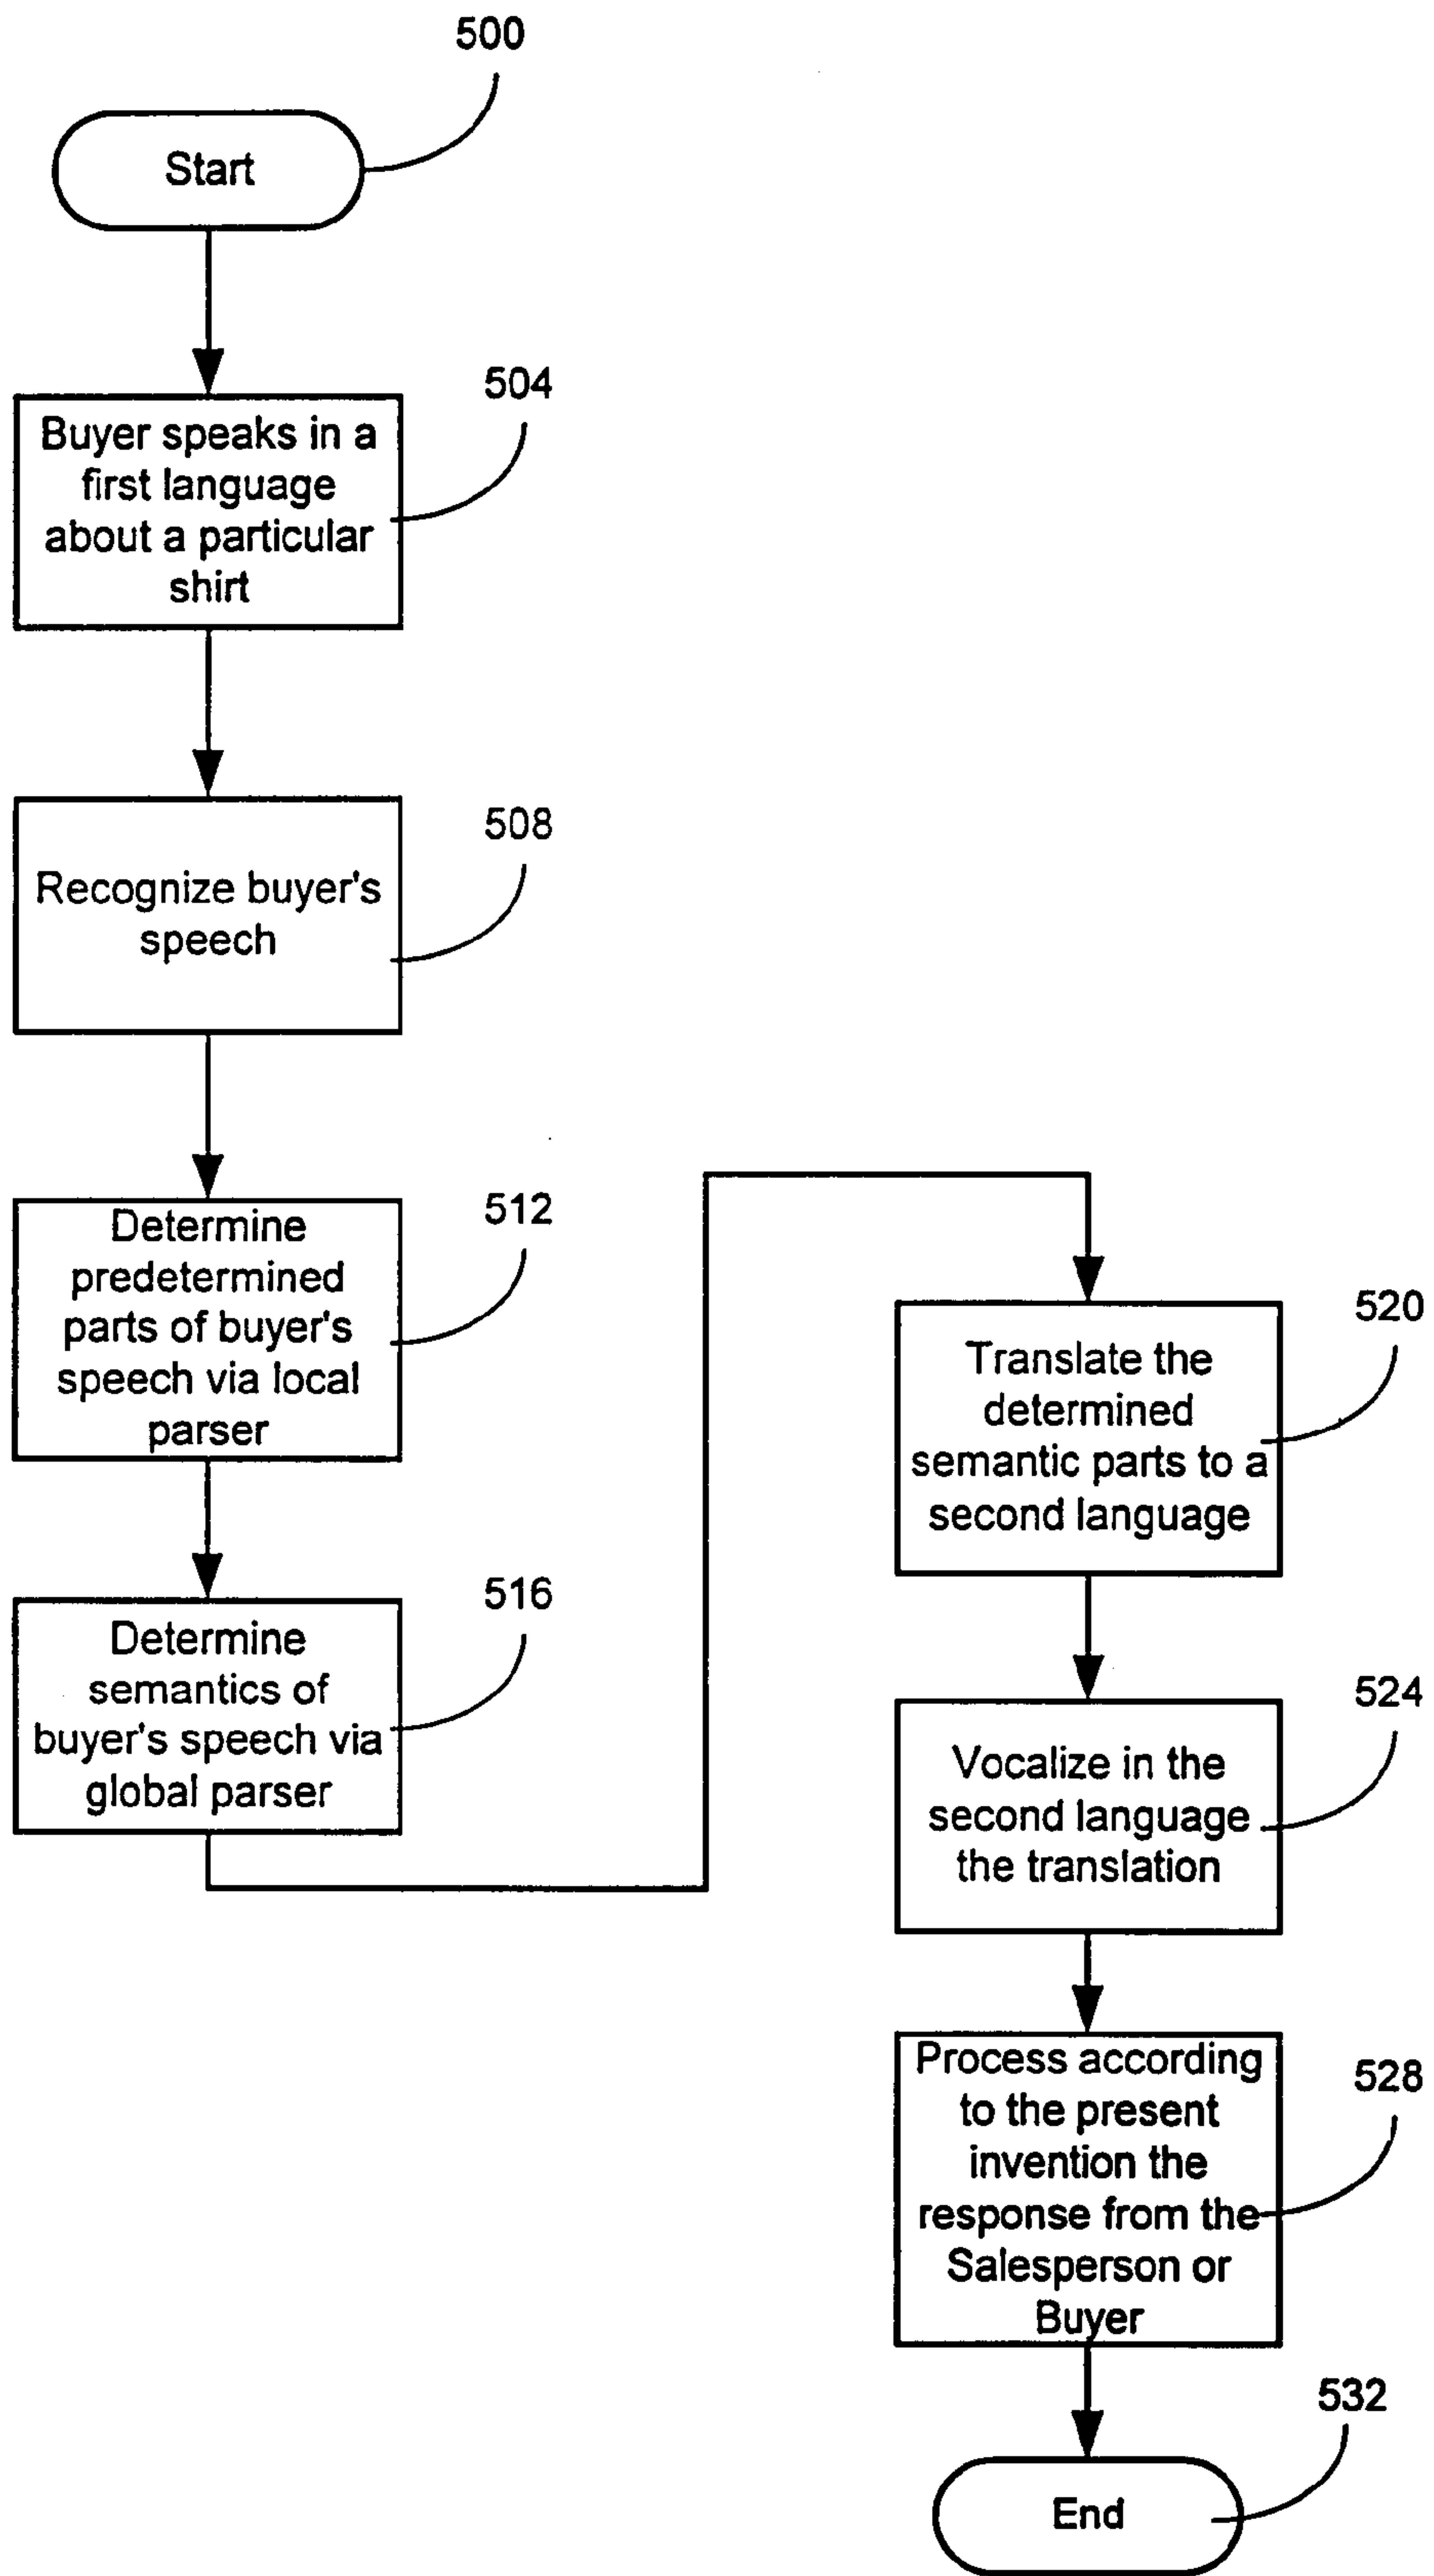 500
Start
504
Buyer speaks in a
first language
about a particular
shirt
508
Recognize buyer's
speech
512
Determine
predetermined
parts of buyer's
speech via local
parser
516
Determine
semantics of
buyer's speech via
global parser
520
Translate the
determined
semantic parts to a
second language
524
Vocalize in the
second language
the translation
528
Process according
to the present
invention the
response from the
Salesperson or
Buyer
532
End